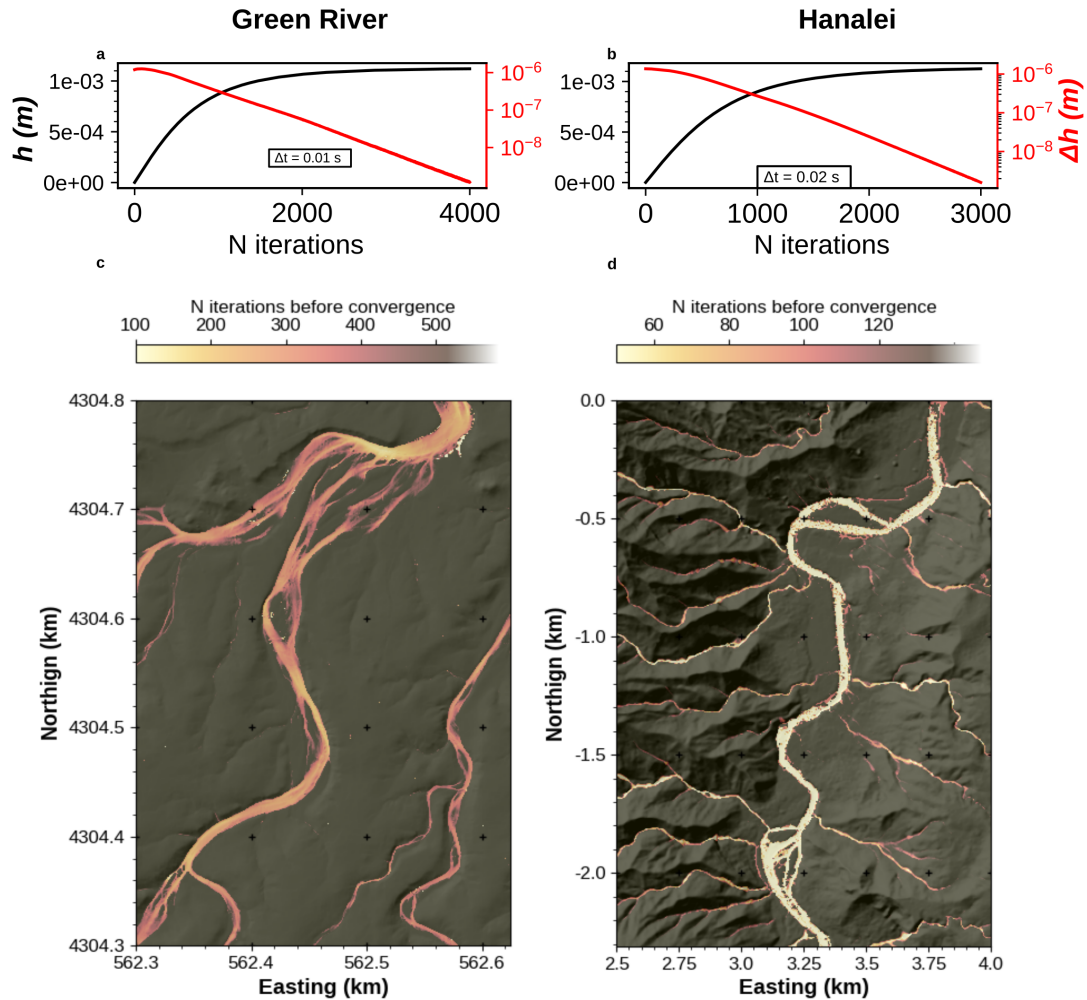 Green River
Hanalei
a
b
1e-03
5e-04
0e+00
h (m)
10⁻⁶
10⁻⁷
10⁻⁸
Δt = 0.01 s
0 2000 4000
N iterations
1e-03
5e-04
0e+00
10⁻⁶
10⁻⁷
10⁻⁸
Δh (m)
Δt = 0.02 s
0 1000 2000 3000
N iterations
c
d
N iterations before convergence
100 200 300 400 500
N iterations before convergence
60 80 100 120
4304.8
4304.7
4304.6
4304.5
4304.4
4304.3
Northign (km)
562.3 562.4 562.5 562.6
Easting (km)
0.0
-0.5
-1.0
-1.5
-2.0
Northign (km)
2.5 2.75 3.0 3.25 3.5 3.75 4.0
Easting (km)